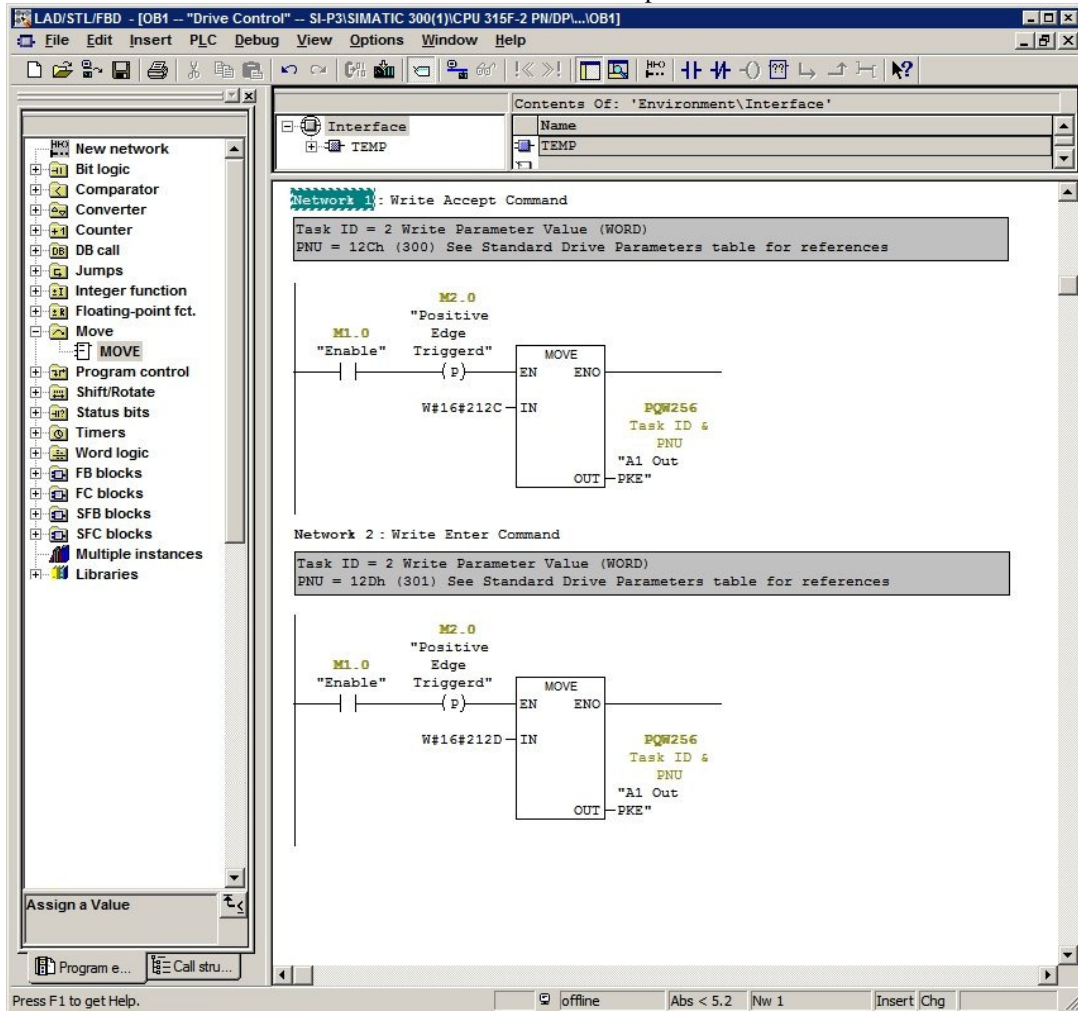 LAD/STL/FBD - [OB1 -- "Drive Control" -- SI-P3\SIMATIC 300(1)\CPU 315F-2 PN/DP\...\OB1]
File Edit Insert PLC Debug View Options Window Help
Contents Of: 'Environment\Interface'
Interface
TEMP
Name
TEMP
New network
Bit logic
Comparator
Converter
Counter
DB call
Jumps
Integer function
Floating-point fct.
Move
MOVE
Program control
Shift/Rotate
Status bits
Timers
Word logic
FB blocks
FC blocks
SFB blocks
SFC blocks
Multiple instances
Libraries
Assign a Value
Program e...
Call stru...
Network 1 : Write Accept Command
Task ID = 2 Write Parameter Value (WORD)
PNU = 12Ch (300) See Standard Drive Parameters table for references
M2.0
"Positive
M1.0 Edge
"Enable" Triggerd" MOVE
P EN ENO
W#16#212C IN PQW256
Task ID &
PNU
"A1 Out
OUT PKE"
Network 2 : Write Enter Command
Task ID = 2 Write Parameter Value (WORD)
PNU = 12Dh (301) See Standard Drive Parameters table for references
M2.0
"Positive
M1.0 Edge
"Enable" Triggerd" MOVE
P EN ENO
W#16#212D IN PQW256
Task ID &
PNU
"A1 Out
OUT PKE"
Press F1 to get Help. offline Abs < 5.2 Nw 1 Insert Chg